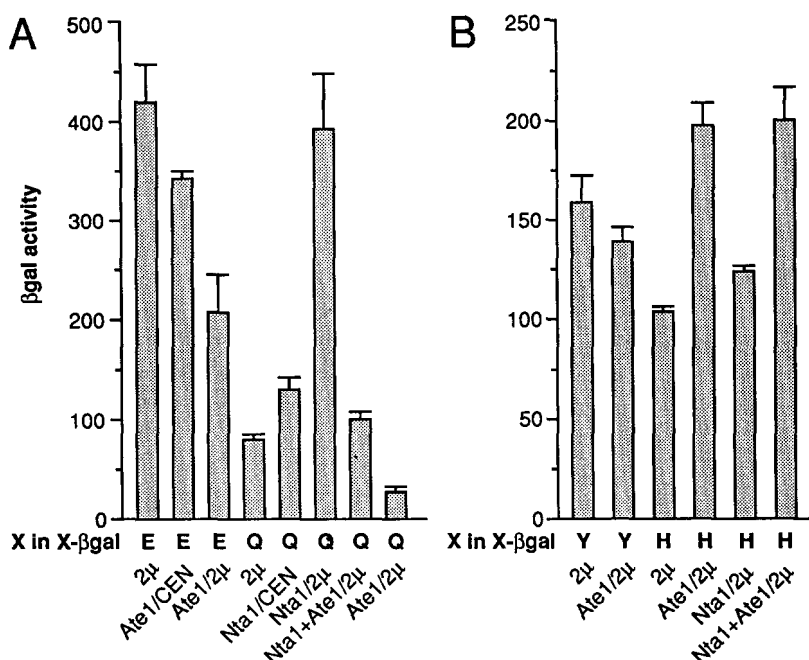 A
500
400
300
200
100
0
βgal activity
X in X-βgal E E E Q Q Q Q Q
2μ
Ate1/CEN
Ate1/2μ
2μ
Nta1/CEN
Nta1/2μ
Nta1+Ate1/2μ
Ate1/2μ
B
250
200
150
100
50
0
X in X-βgal Y Y H H H H
2μ
Ate1/2μ
2μ
Ate1/2μ
Nta1/2μ
Nta1+Ate1/2μ